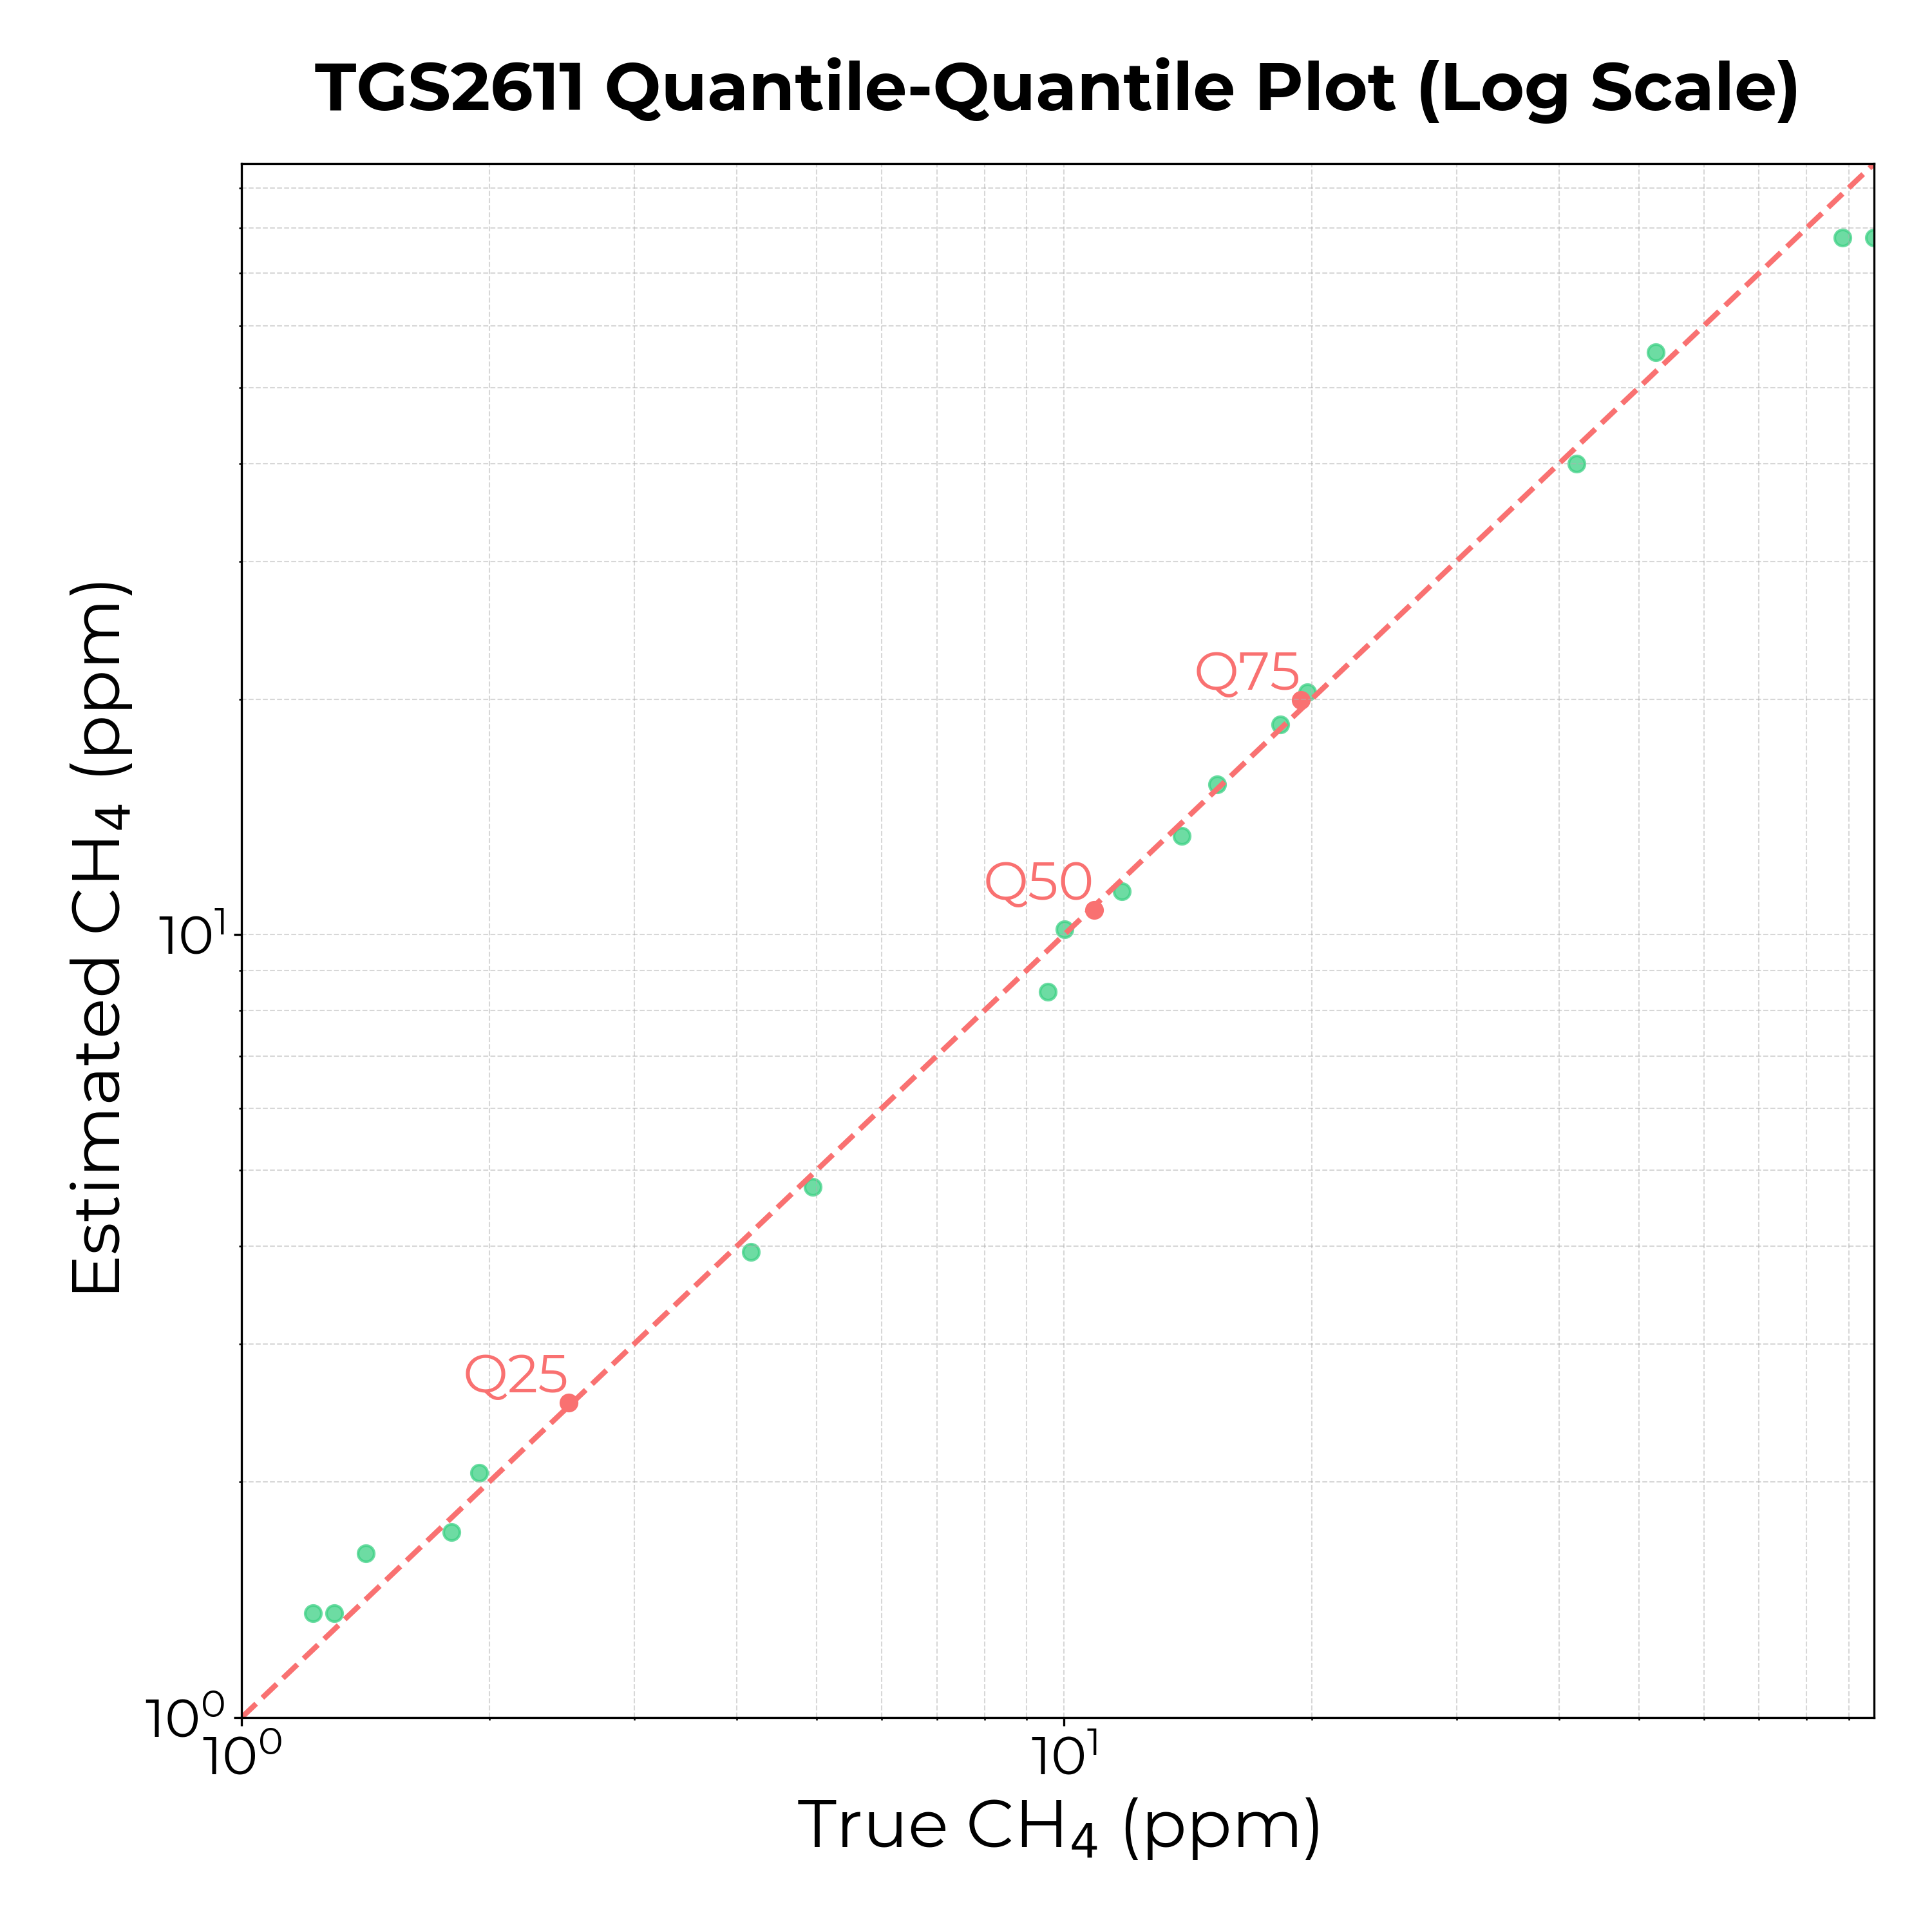 TGS2611 Quantile-Quantile Plot (Log Scale)
Estimated CH₄ (ppm)
Q75
Q50
10¹
Q25
10⁰
10⁰
10¹
True CH₄ (ppm)